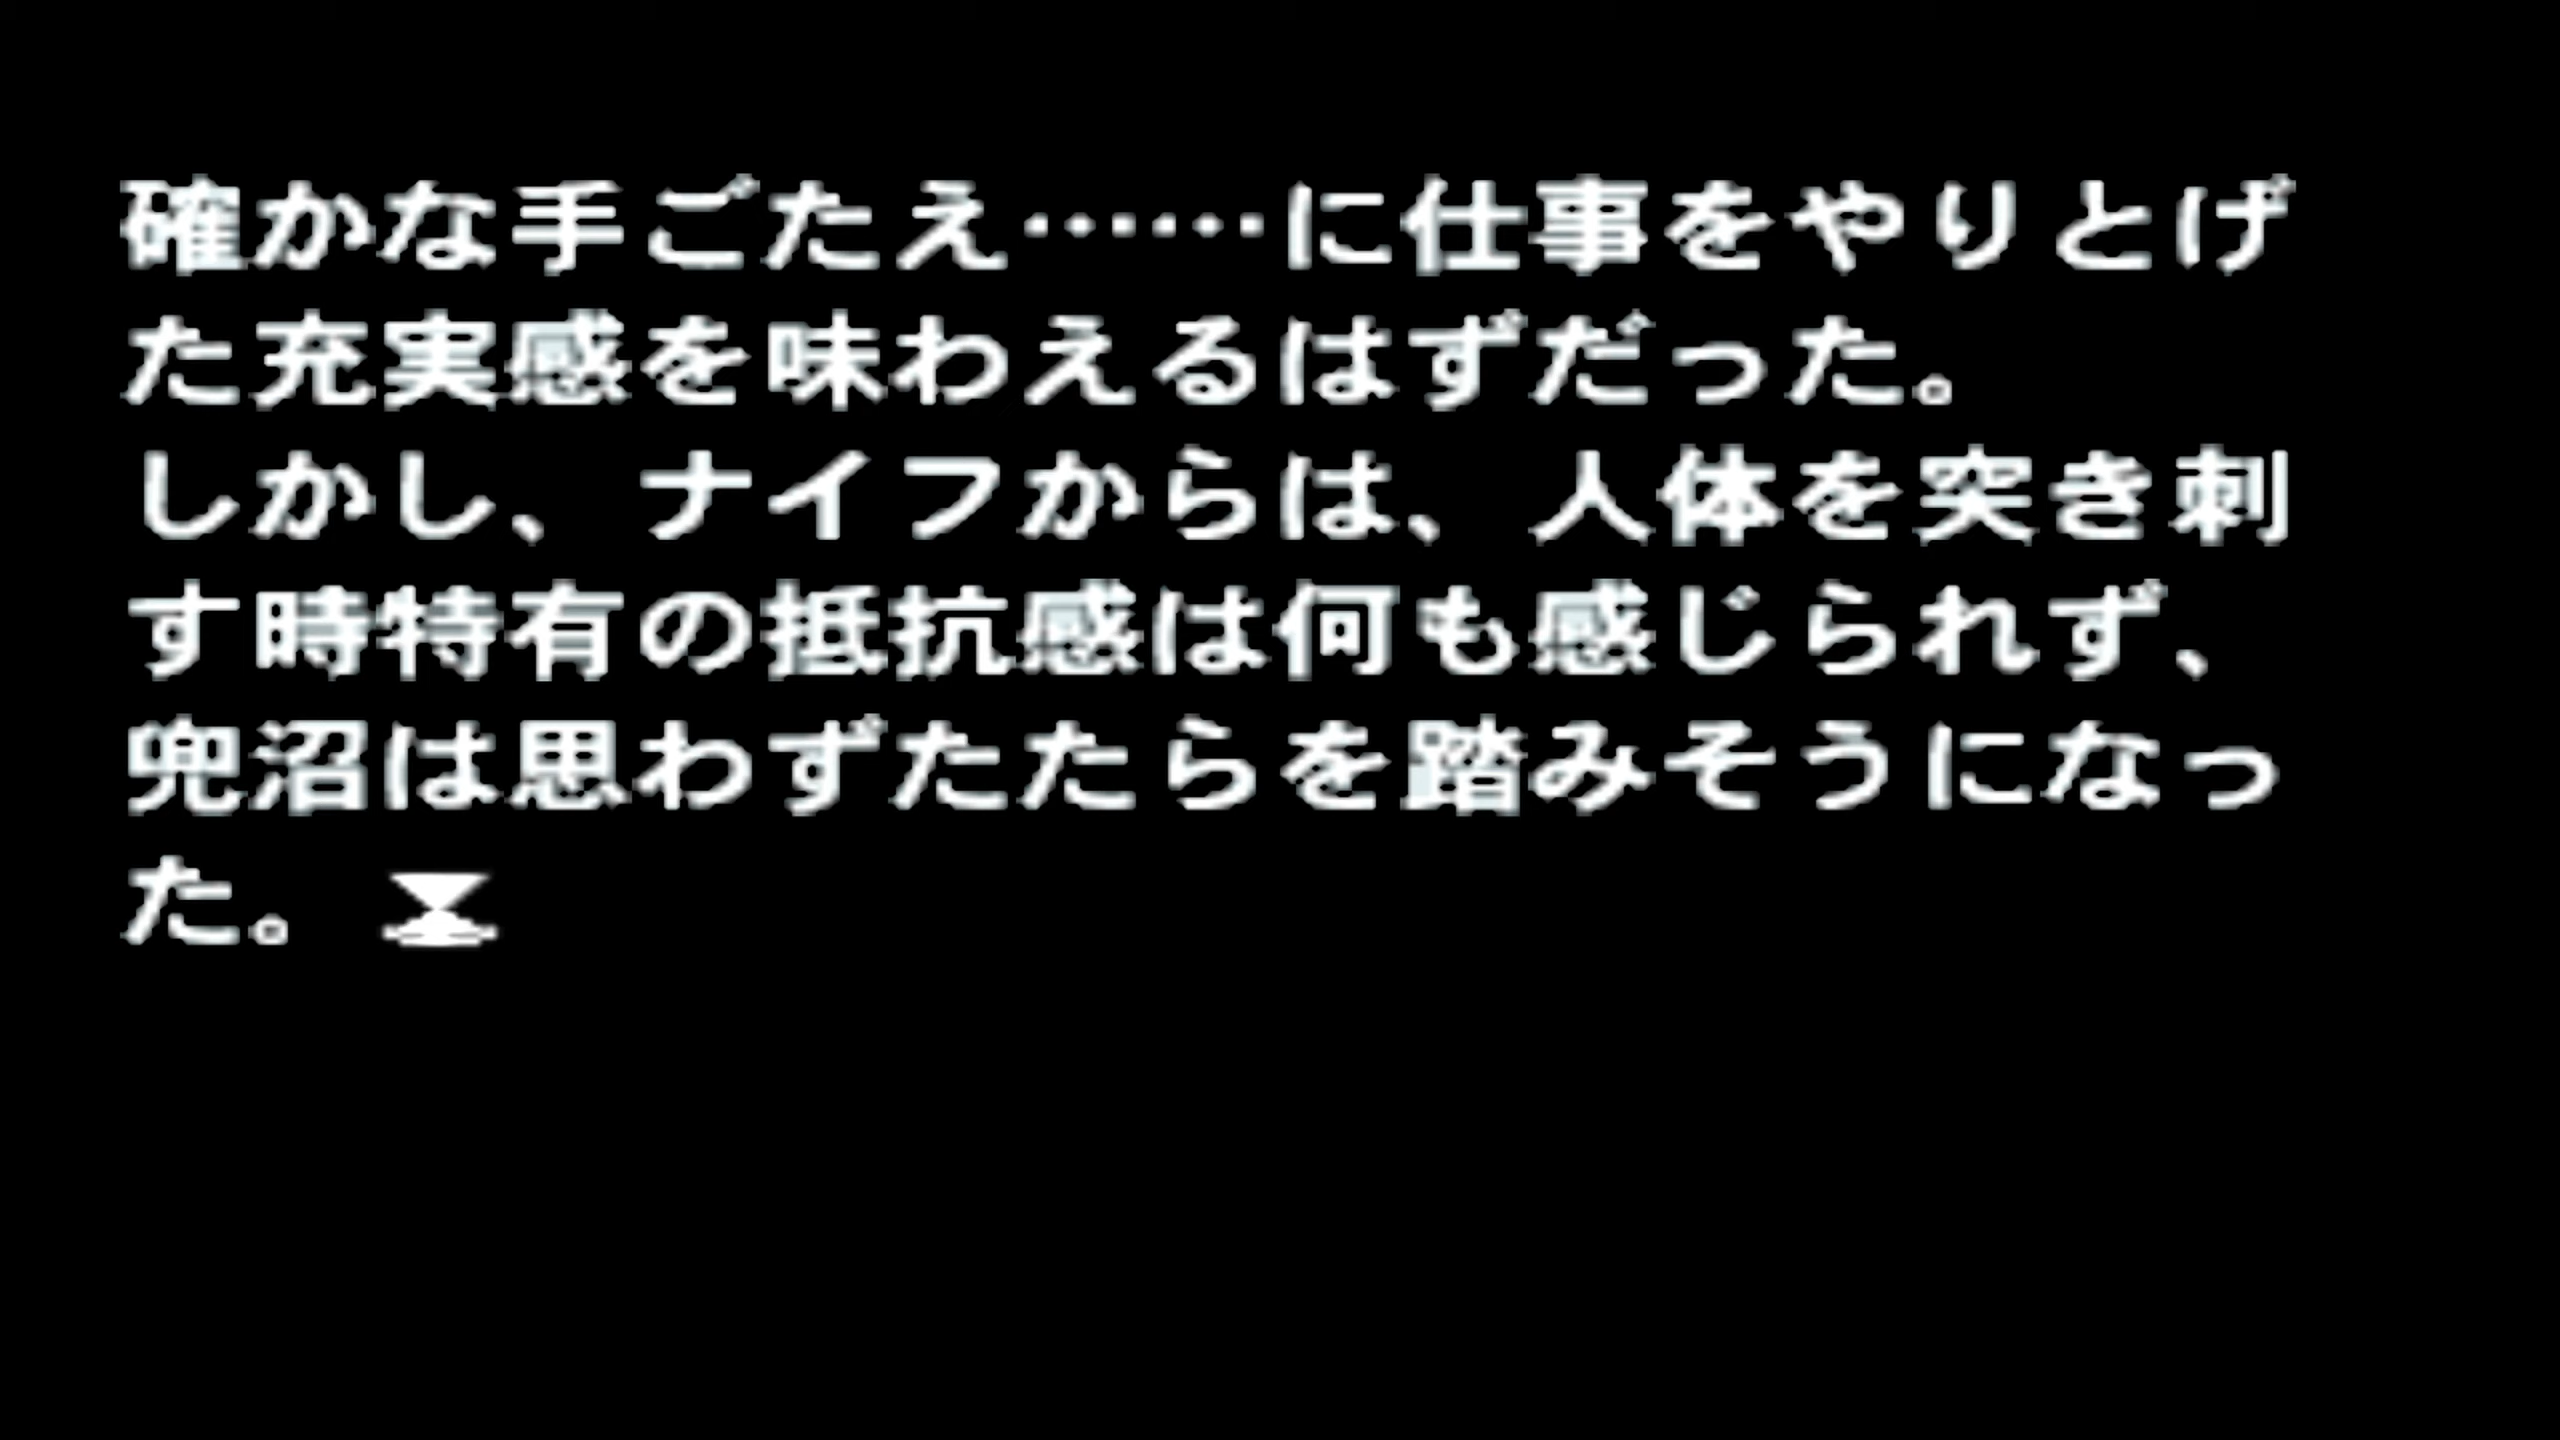 確かな手ごたえ……に仕事をやりとげ
た充実感を味わえるはずだった。
しかし、ナイフからは、人体を突き刺
す時特有の抵抗感は何も感じられず、
兜沼は思わずたたらを踏みそうになっ
た。